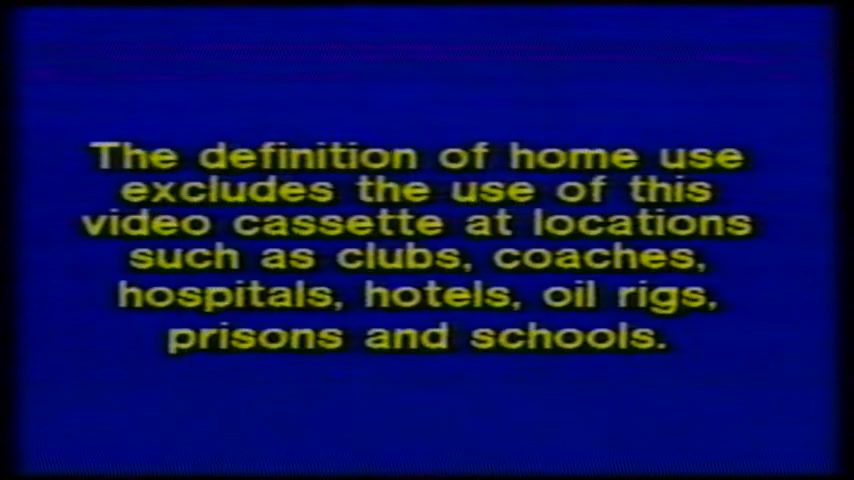 The definition of home use
excludes the use of this
video cassette at locations
such as clubs, coaches,
hospitals, hotels, oil rigs,
prisons and schools.